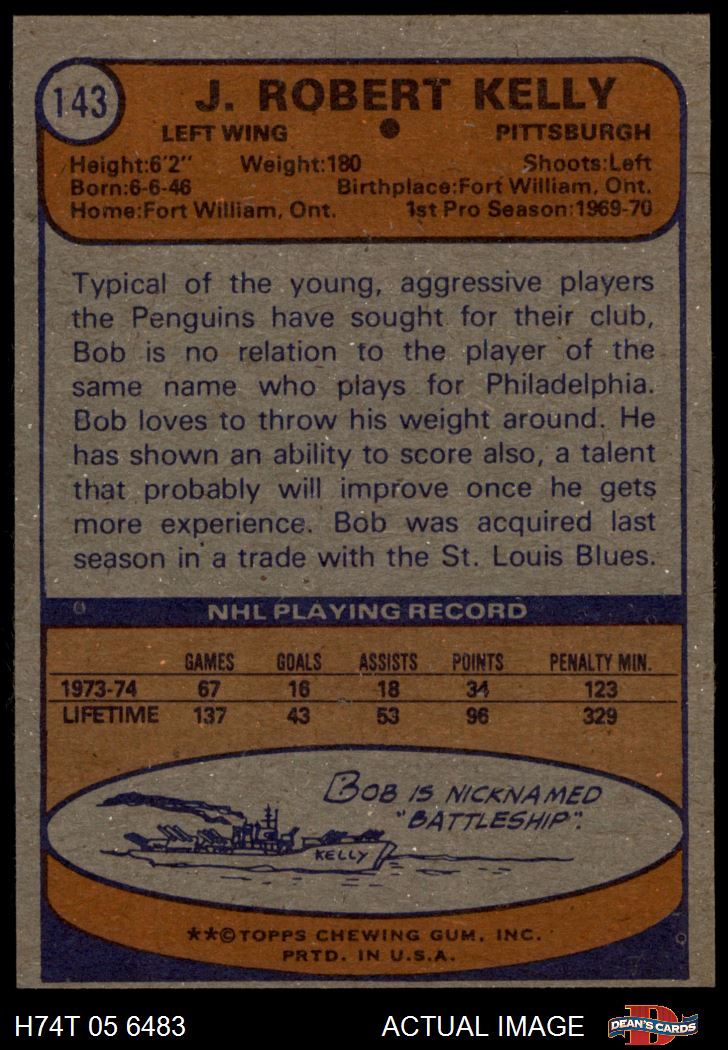 143
J. ROBERT KELLY
LEFT WING ● PITTSBURGH
Height:6'2" Weight:180 Shoots:Left
Born:6-6-46 Birthplace:Fort William, Ont.
Home:Fort William, Ont. 1st Pro Season:1969-70
Typical of the young, aggressive players
the Penguins have sought for their club,
Bob is no relation to the player of the
same name who plays for Philadelphia.
Bob loves to throw his weight around. He
has shown an ability to score also, a talent
that probably will improve once he gets
more experience. Bob was acquired last
season in a trade with the St. Louis Blues.
NHL PLAYING RECORD
GAMES GOALS ASSISTS POINTS PENALTY MIN.
1973-74 67 16 18 34 123
LIFETIME 137 43 53 96 329
BOB IS NICKNAMED
"BATTLESHIP".
KELLY
**©TOPPS CHEWING GUM, INC.
PRTD. IN U.S.A.
H74T 05 6483 ACTUAL IMAGE
D
DEAN'S CARDS